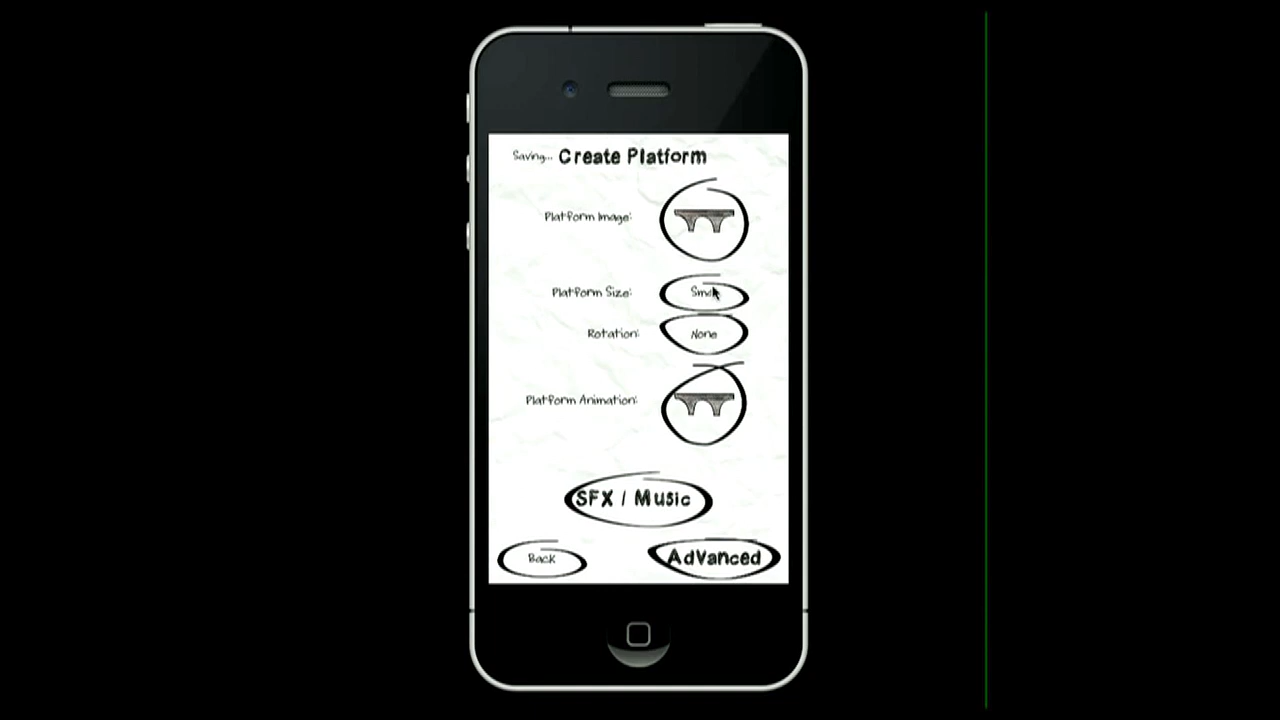 Saving... Create Platform
Platform Image:
Platform Size:
Rotation: None
Platform Animation:
SFX / Music
Back AdVanced